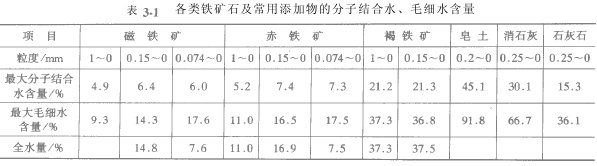 表 3-1 各类铁矿石及常用添加物的分子结合水、毛细水含量
项目 磁铁矿 赤铁矿 褐铁矿 皂土 消石灰 石灰石
粒度/mm 1~0 0.15~0 0.074~0 1~0 0.15~0 0.074~0 1~0 0.15~0 0.2~0 0.25~0 0.25~0
最大分子结合
水含量/% 4.9 6.4 6.0 5.2 7.4 7.3 21.2 21.3 45.1 30.1 15.3
最大毛细水
含量/% 9.3 14.3 17.6 11.0 16.5 17.5 37.3 36.8 91.8 66.7 36.1
全水量/% 14.8 7.6 11.0 16.9 7.5 37.3 37.5